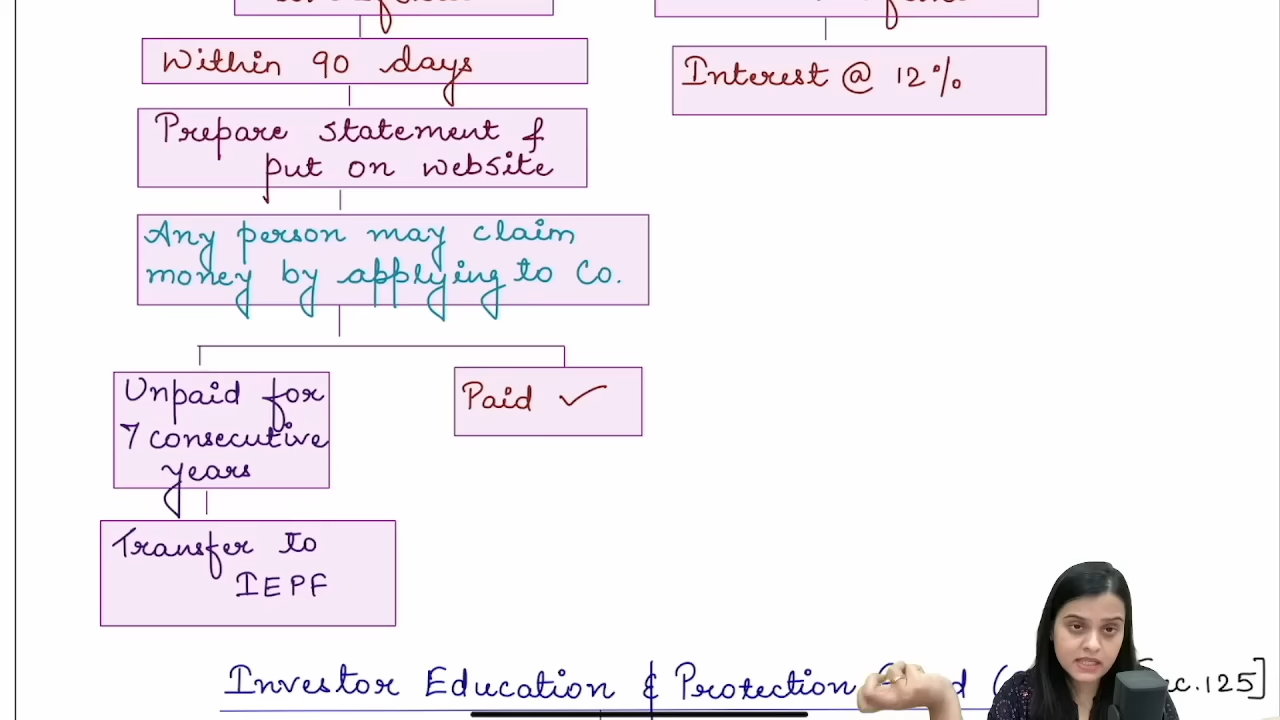 Within 90 days
Interest @ 12%
Prepare statement &
put on website
Any person may claim
money by applying to Co.
Unpaid for
7 consecutive
years
Paid ✓
Transfer to
IEPF
Investor Education & Protection
125]